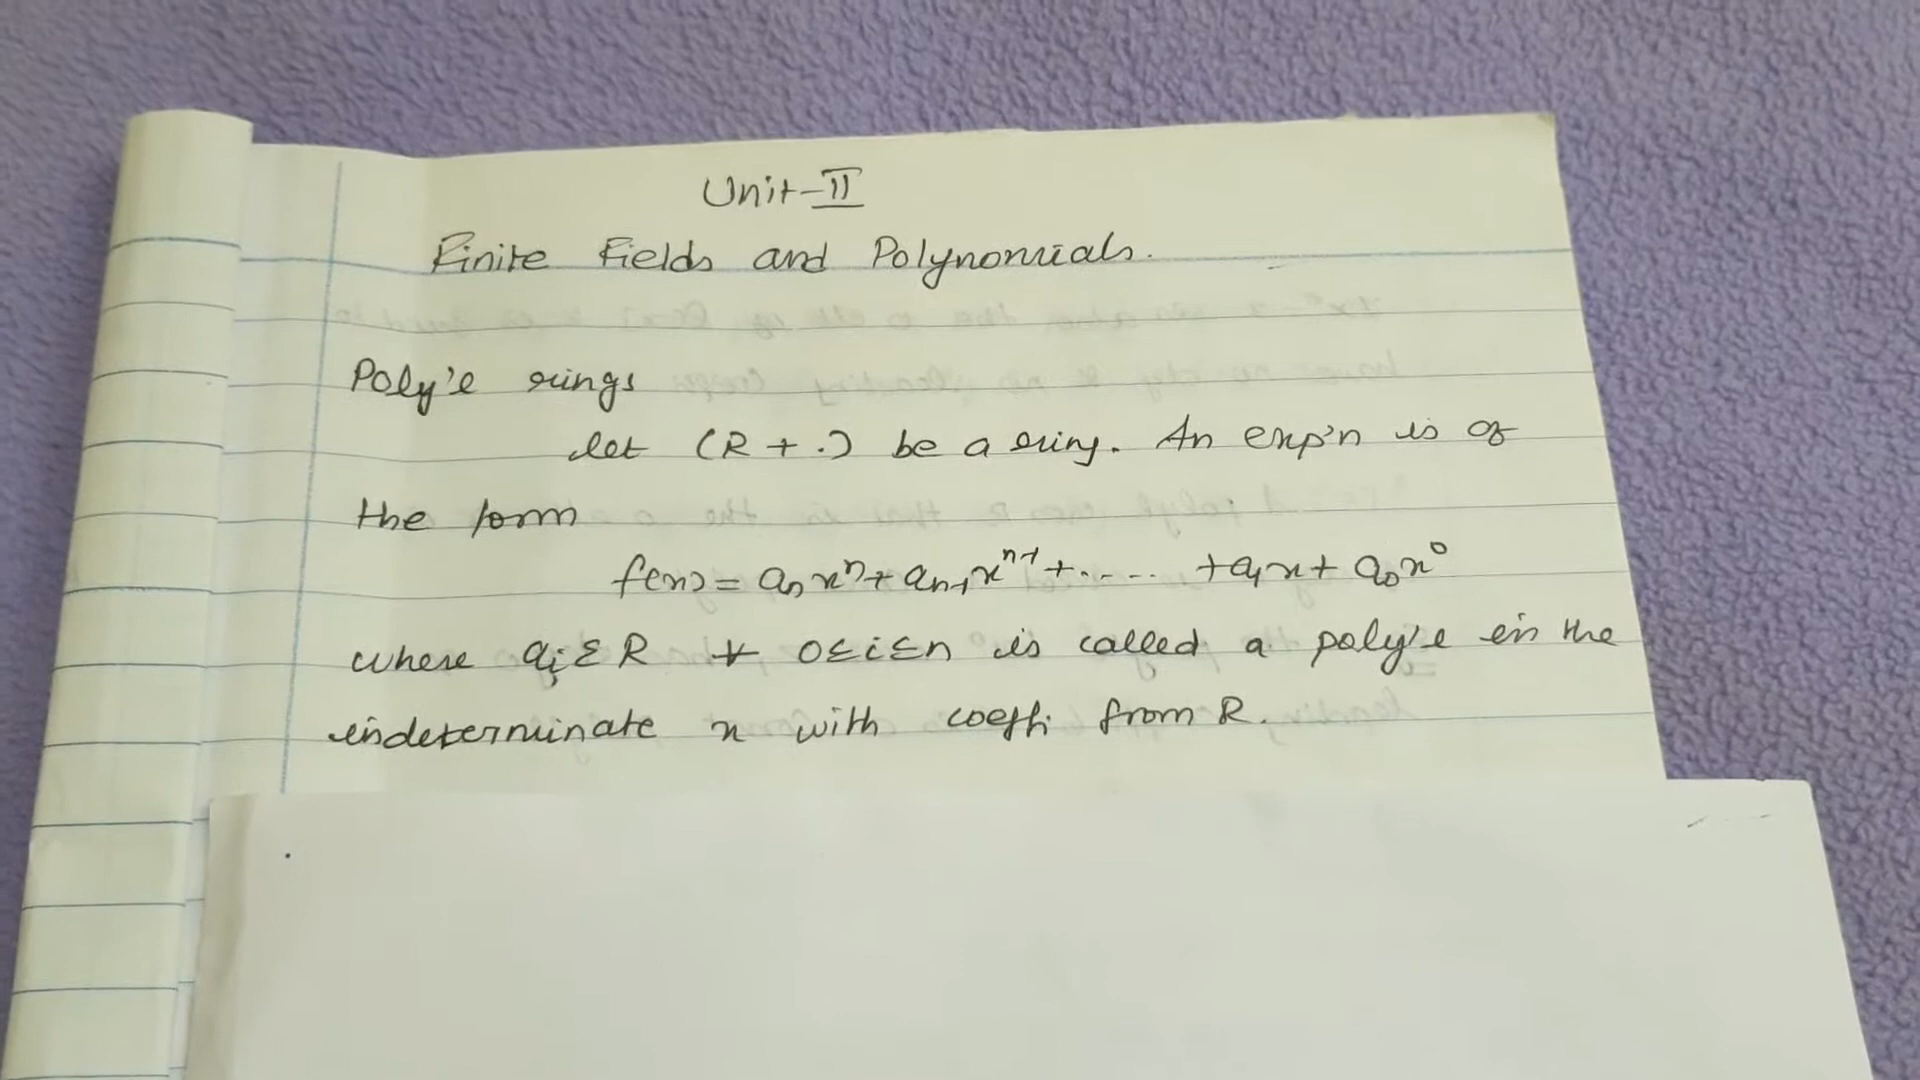 Unit-II
Finite Fields and Polynomials.
Poly'l rings
let (R + .) be a ring. An exp'n is of
the form
f(x) = aₙxⁿ + aₙ₋₁xⁿ⁻¹ + ..... + a₁x + a₀x⁰
where aᵢ ∈ R ∀ 0≤i≤n is called a poly'l in the
indeterminate x with coeff. from R.